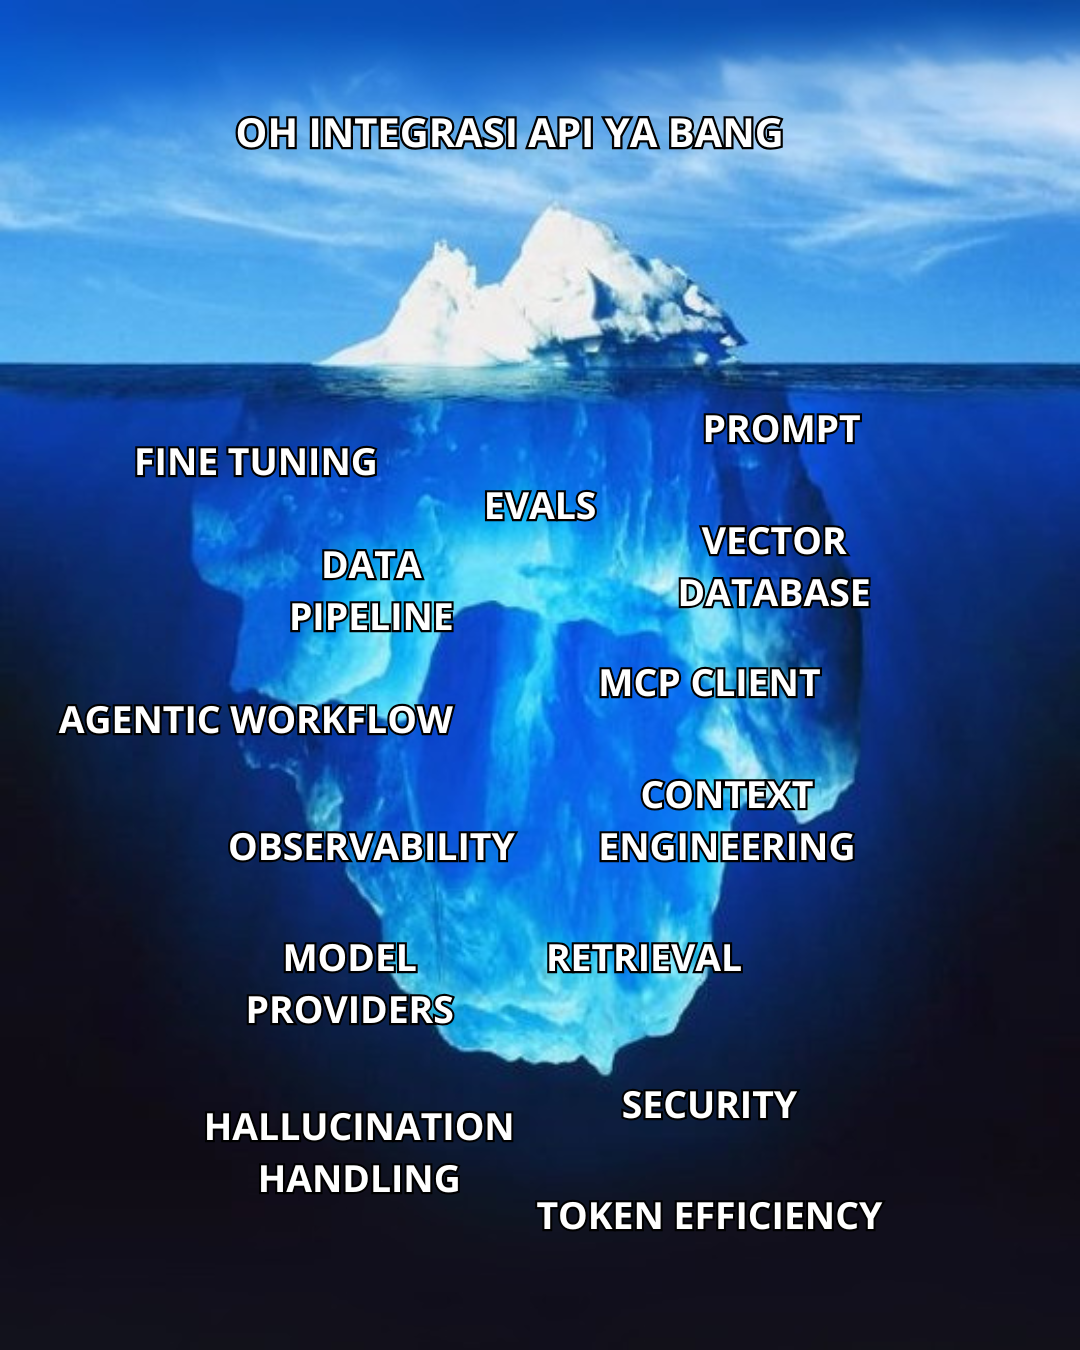 OH INTEGRASI API YA BANG
PROMPT
FINE TUNING
EVALS
VECTOR
DATABASE
DATA
PIPELINE
MCP CLIENT
AGENTIC WORKFLOW
CONTEXT
ENGINEERING
OBSERVABILITY
MODEL
PROVIDERS
RETRIEVAL
SECURITY
HALLUCINATION
HANDLING
TOKEN EFFICIENCY